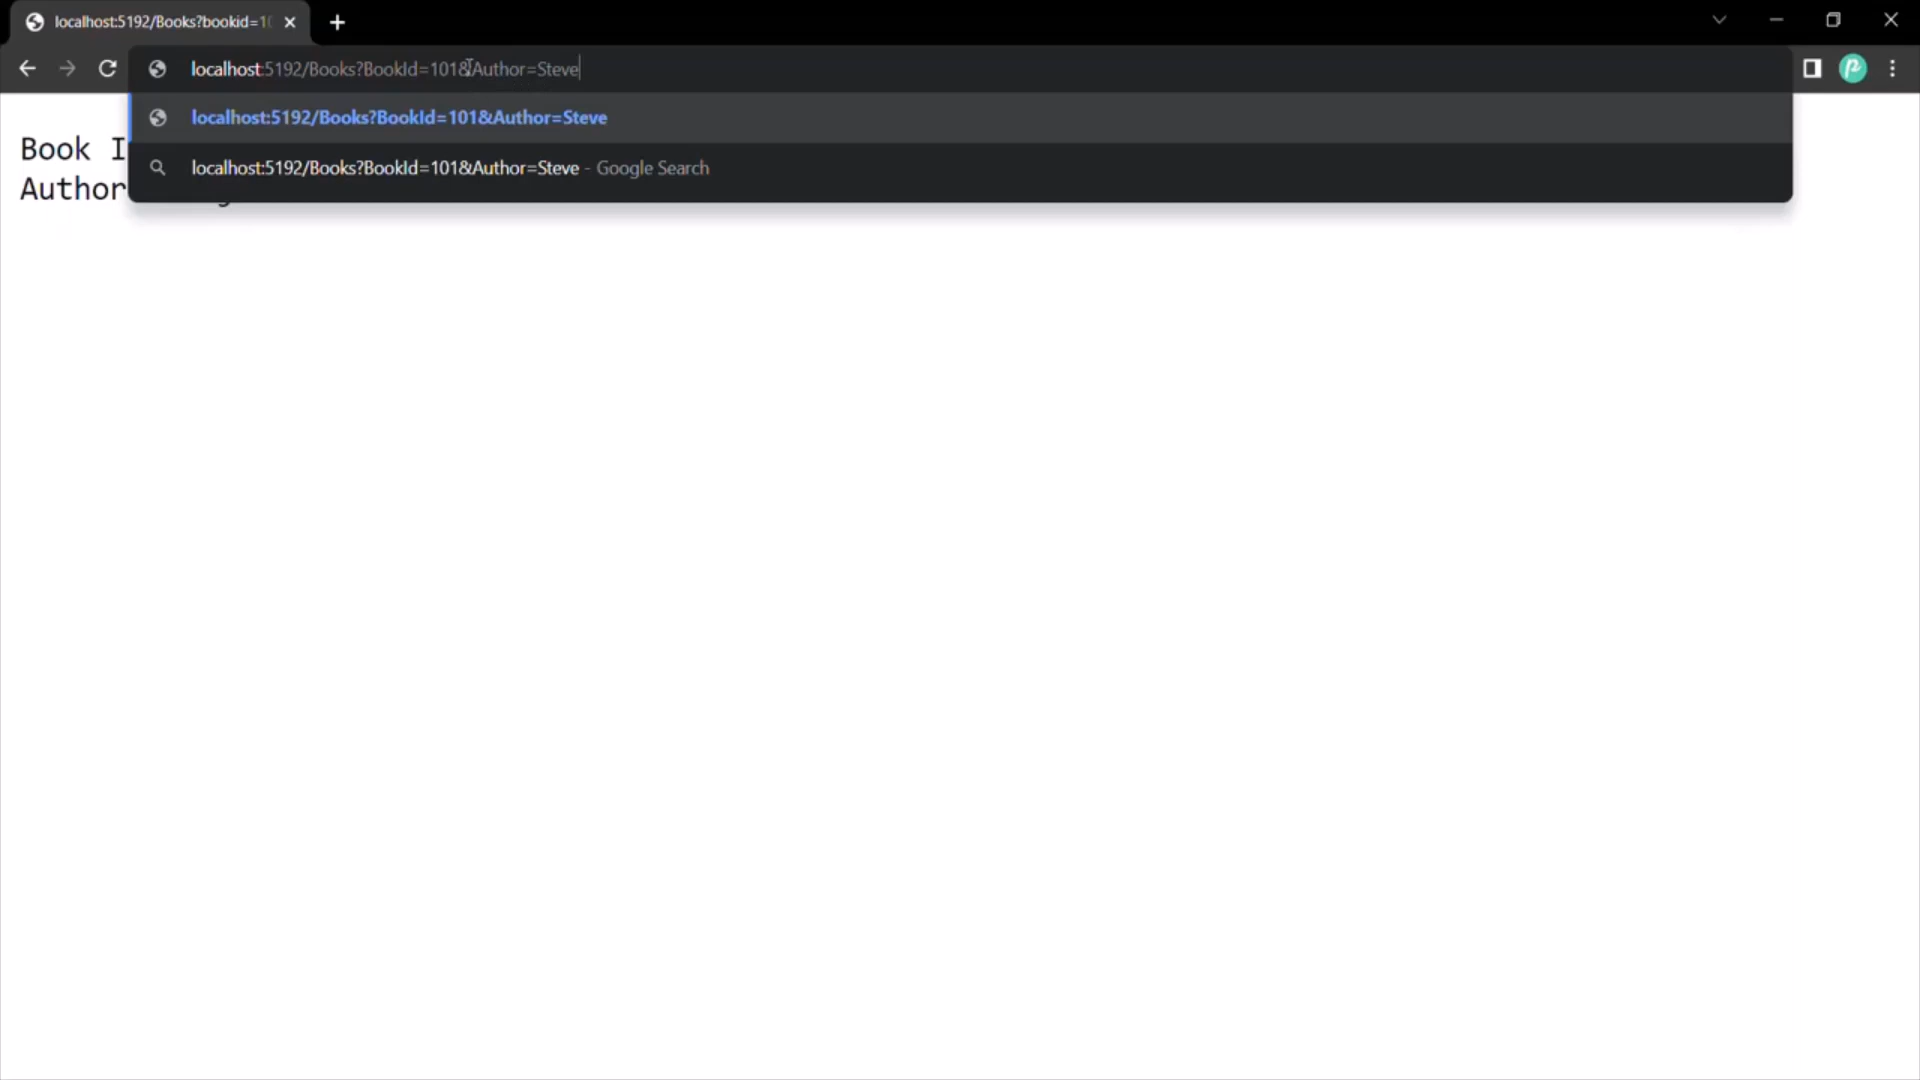 localhost:5192/Books?bookid=10
localhost:5192/Books?BookId=101&Author=Steve
localhost:5192/Books?BookId=101&Author=Steve
localhost:5192/Books?BookId=101&Author=Steve - Google Search
Book I
Author